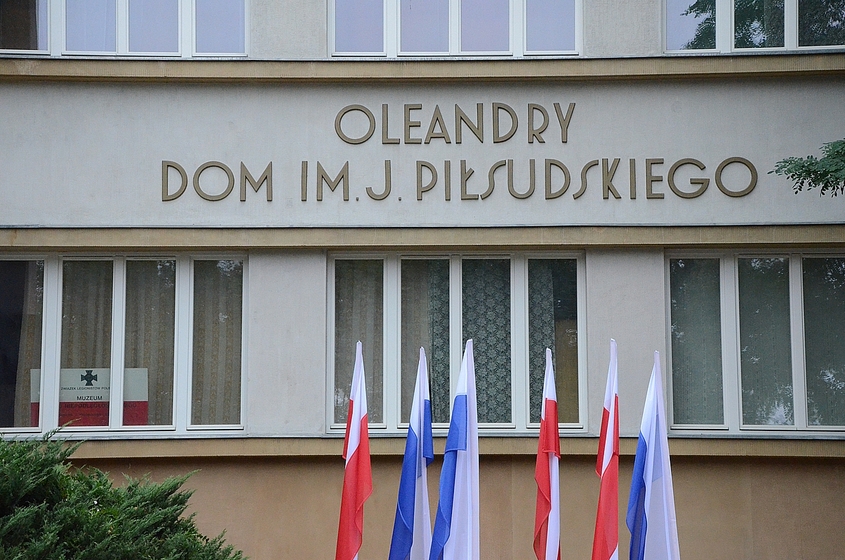 OLEANDRY
DOM IM. J. PIŁSUDSKIEGO
MUZEUM